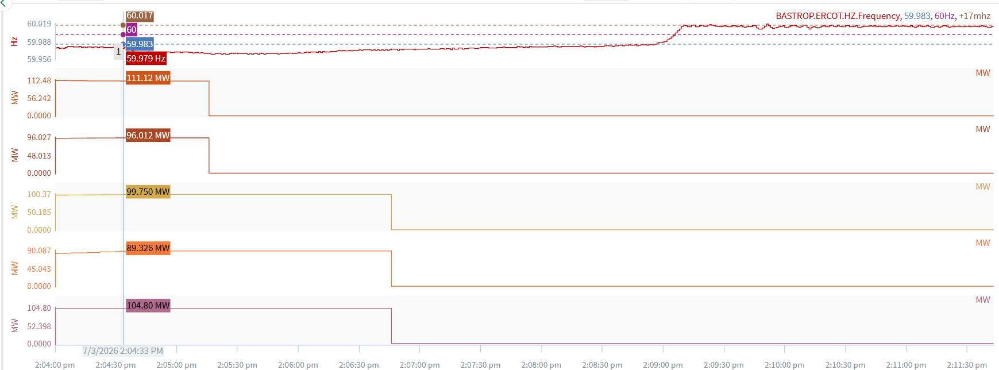 BASTROP.ERCOT.HZ.Frequency, 59.983, 60Hz, +17mhz
60.017
60.019
60
Hz
59.988
59.983
1
59.979 Hz
59.956
MW
112.48
111.12 MW
MW
56.242
0.0000
MW
96.027
96.012 MW
MW
48.013
0.0000
MW
100.37
99.750 MW
MW
50.185
0.0000
MW
90.087
89.326 MW
MW
45.043
0.0000
MW
104.80
104.80 MW
MW
52.398
0.0000
7/3/2026 2:04:33 PM
2:04:00 pm 2:04:30 pm 2:05:00 pm 2:05:30 pm 2:06:00 pm 2:06:30 pm 2:07:00 pm 2:07:30 pm 2:08:00 pm 2:08:30 pm 2:09:00 pm 2:09:30 pm 2:10:00 pm 2:10:30 pm 2:11:00 pm 2:11:30 pm